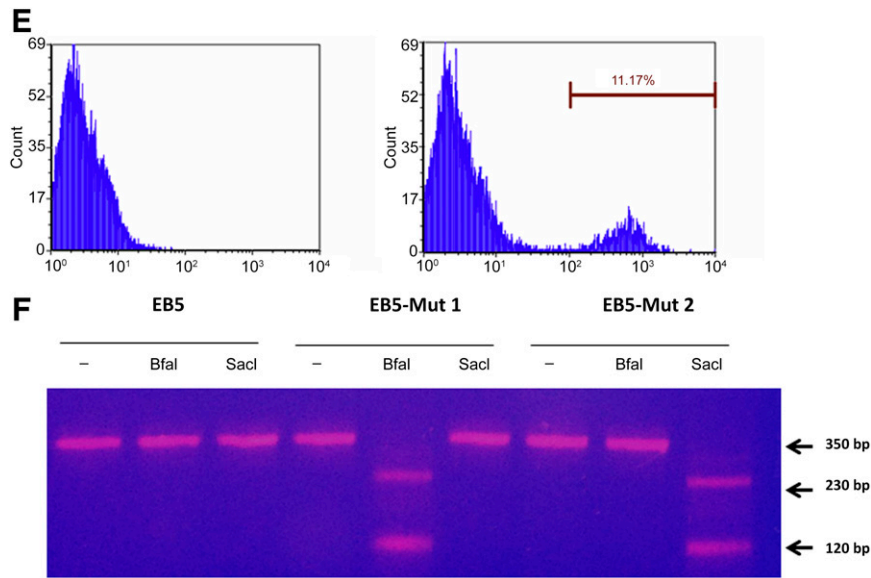 E
Count
69
52
35
17
0
10⁰ 10¹ 10² 10³ 10⁴
Count
69
52
35
17
0
11.17%
10⁰ 10¹ 10² 10³ 10⁴
F
EB5 EB5-Mut 1 EB5-Mut 2
– BfaI SacI – BfaI SacI – BfaI SacI
350 bp
230 bp
120 bp